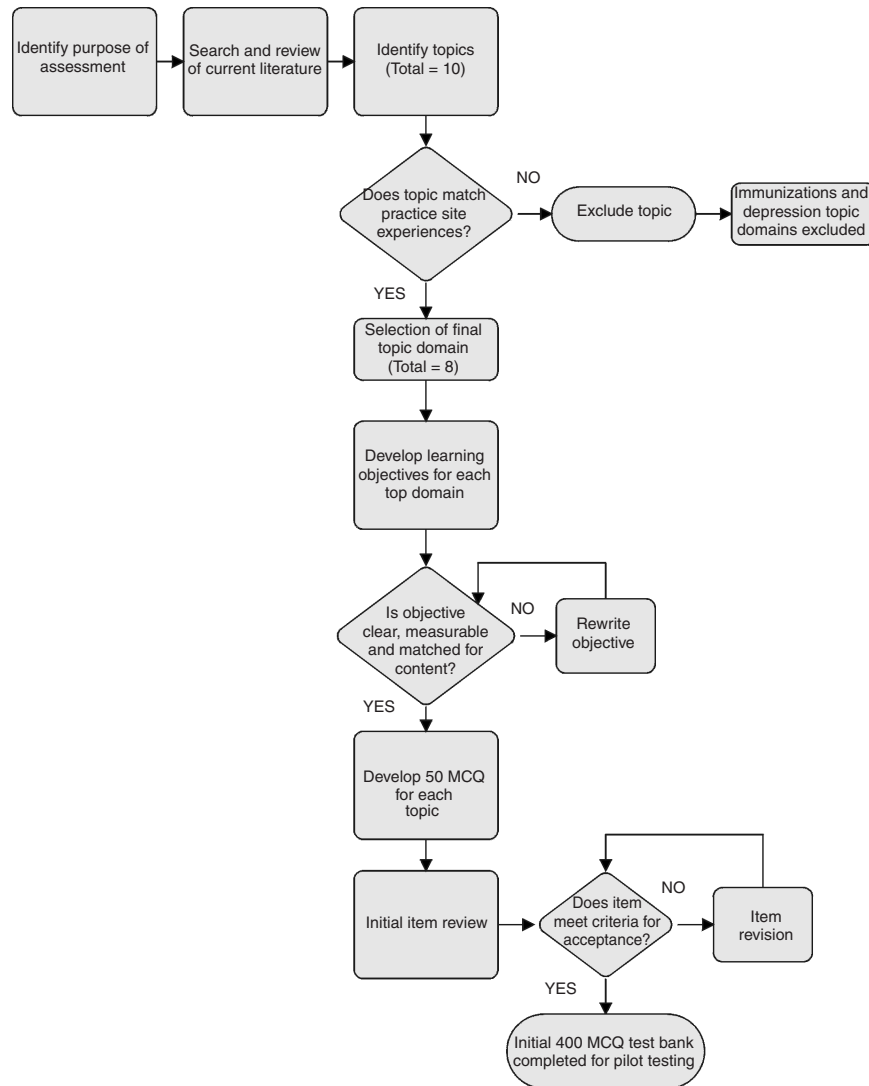 Identify purpose of
assessment
Search and review
of current literature
Identify topics
(Total = 10)
Does topic match
practice site
experiences?
NO
Exclude topic
Immunizations and
depression topic
domains excluded
YES
Selection of final
topic domain
(Total = 8)
Develop learning
objectives for each
top domain
Is objective
clear, measurable
and matched for
content?
NO
Rewrite
objective
YES
Develop 50 MCQ
for each
topic
Initial item review
Does item
meet criteria for
acceptance?
NO
Item
revision
YES
Initial 400 MCQ test bank
completed for pilot testing